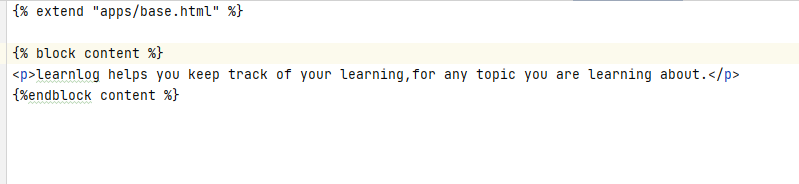 {% extend "apps/base.html" %}
{% block content %}
<p>learnlog helps you keep track of your learning,for any topic you are learning about.</p>
{%endblock content %}